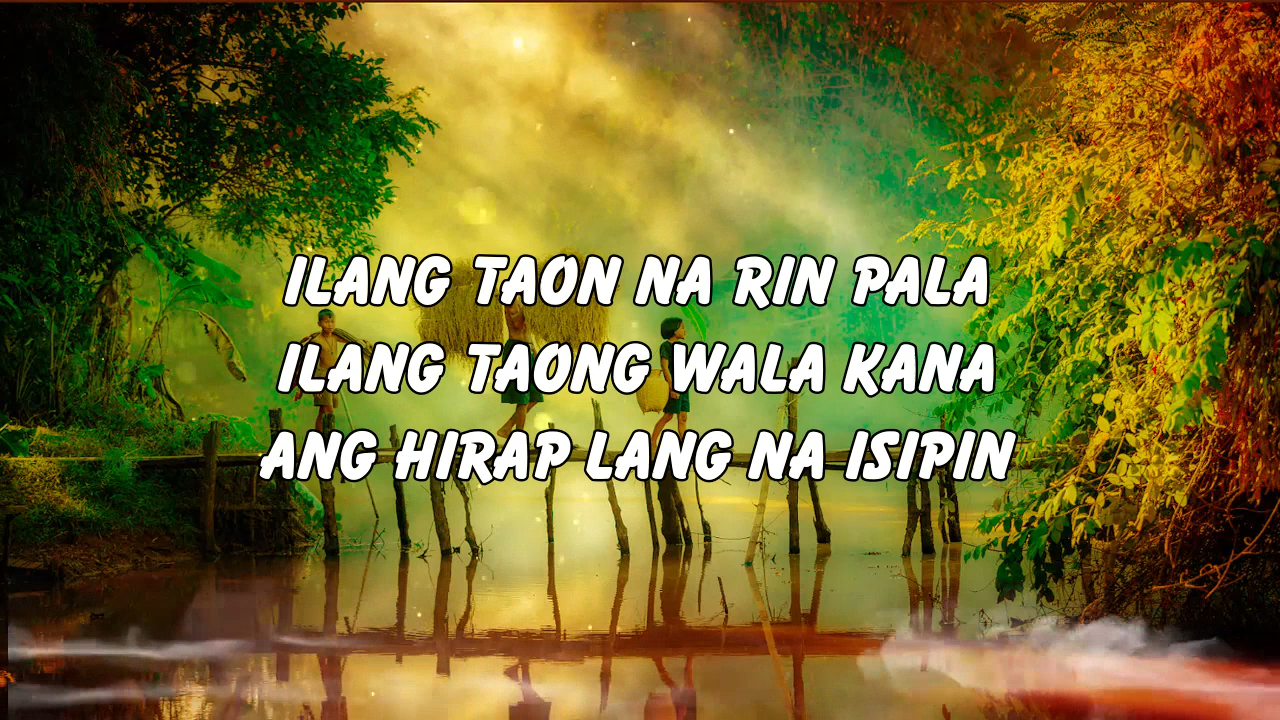 ILANG TAON NA RIN PALA
ILANG TAONG WALA KANA
ANG HIRAP LANG NA ISIPIN